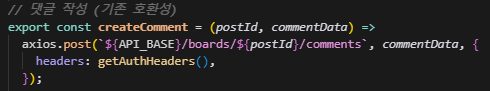 // 댓글 작성 (기존 호환성)
export const createComment = (postId, commentData) =>
  axios.post(`${API_BASE}/boards/${postId}/comments`, commentData, {
    headers: getAuthHeaders(),
  });